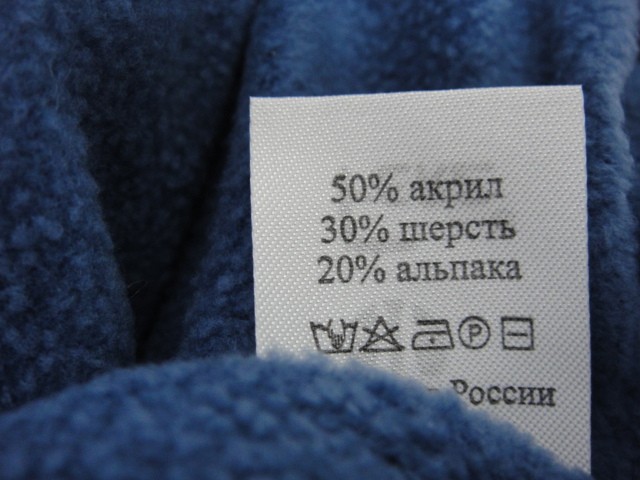 50% акрил
30% шерсть
20% альпака
P
России